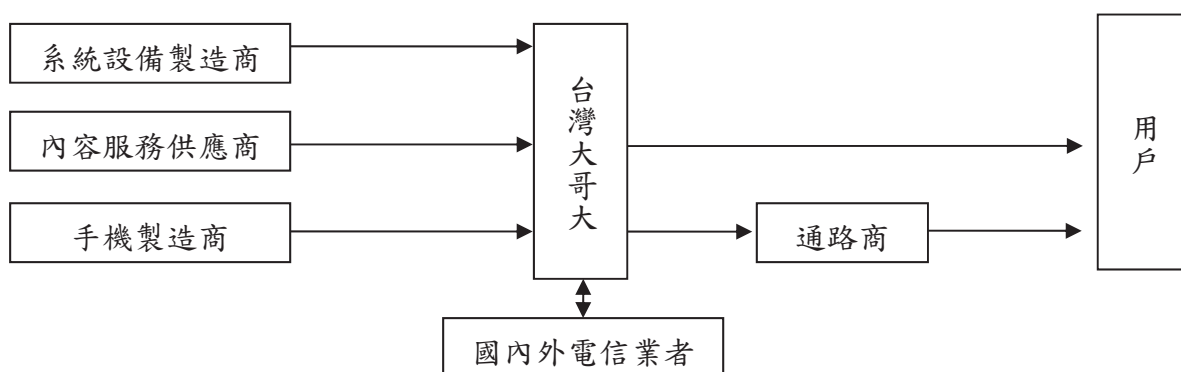 系統設備製造商
內容服務供應商
手機製造商
台灣大哥大
通路商
用戶
國內外電信業者